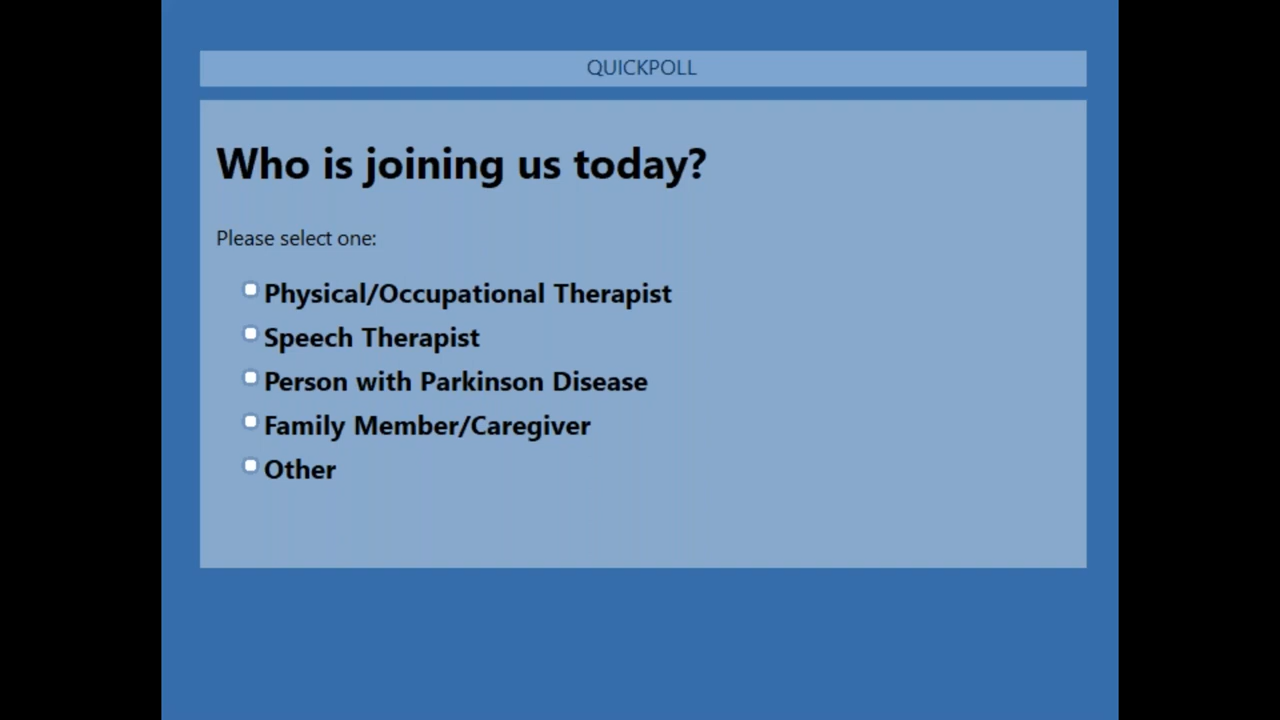 QUICKPOLL
Who is joining us today?
Please select one:
Physical/Occupational Therapist
Speech Therapist
Person with Parkinson Disease
Family Member/Caregiver
Other